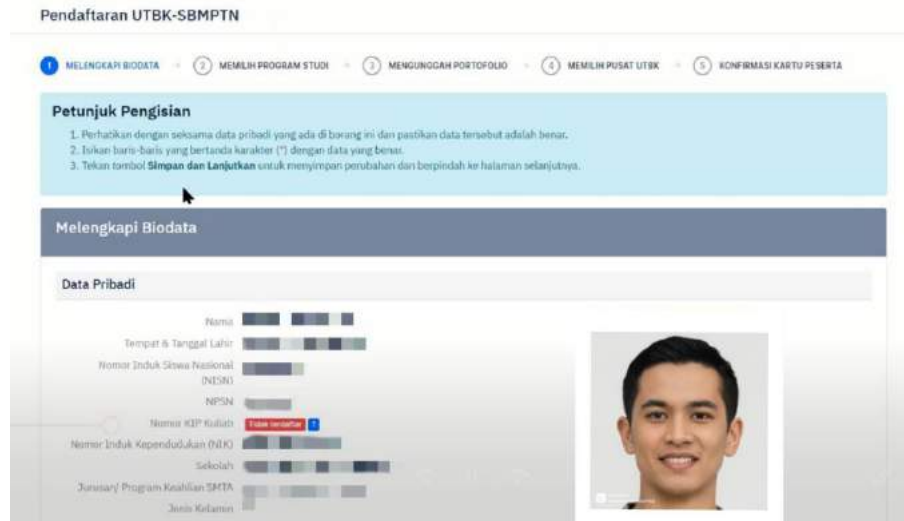 Pendaftaran UTBK-SBMPTN
1 MELENGKAPI BIODATA 2 MEMILIH PROGRAM STUDI 3 MENGUNGGAH PORTOFOLIO 4 MEMILIH PUSAT UTBK 5 KONFIRMASI KARTU PESERTA
Petunjuk Pengisian
1. Perhatikan dengan seksama data pribadi yang ada di borang ini dan pastikan data tersebut adalah benar.
2. Isikan baris-baris yang bertanda karakter (*) dengan data yang benar.
3. Tekan tombol Simpan dan Lanjutkan untuk menyimpan perubahan dan berpindah ke halaman selanjutnya.
Melengkapi Biodata
Data Pribadi
Nama
Tempat & Tanggal Lahir
Nomor Induk Siswa Nasional
(NISN)
NPSN
Nomor KIP Kuliah Tidak terdaftar ?
Nomor Induk Kependudukan (NIK)
Sekolah
Jurusan/ Program Keahlian SMTA
Jenis Kelamin